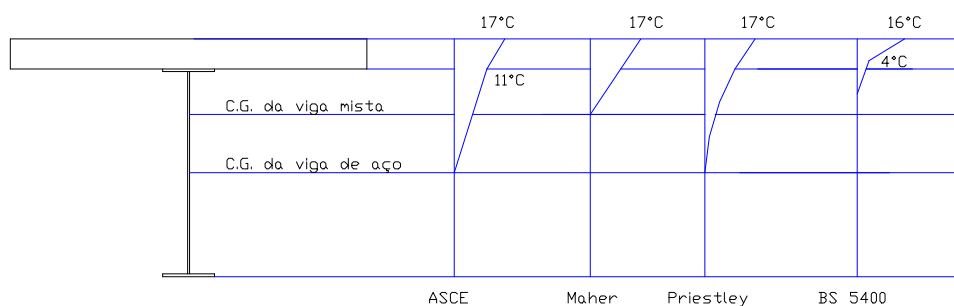 17°C 17°C 17°C 16°C
4°C
11°C
C.G. da viga mista
C.G. da viga de aço
ASCE Maher Priestley BS 5400